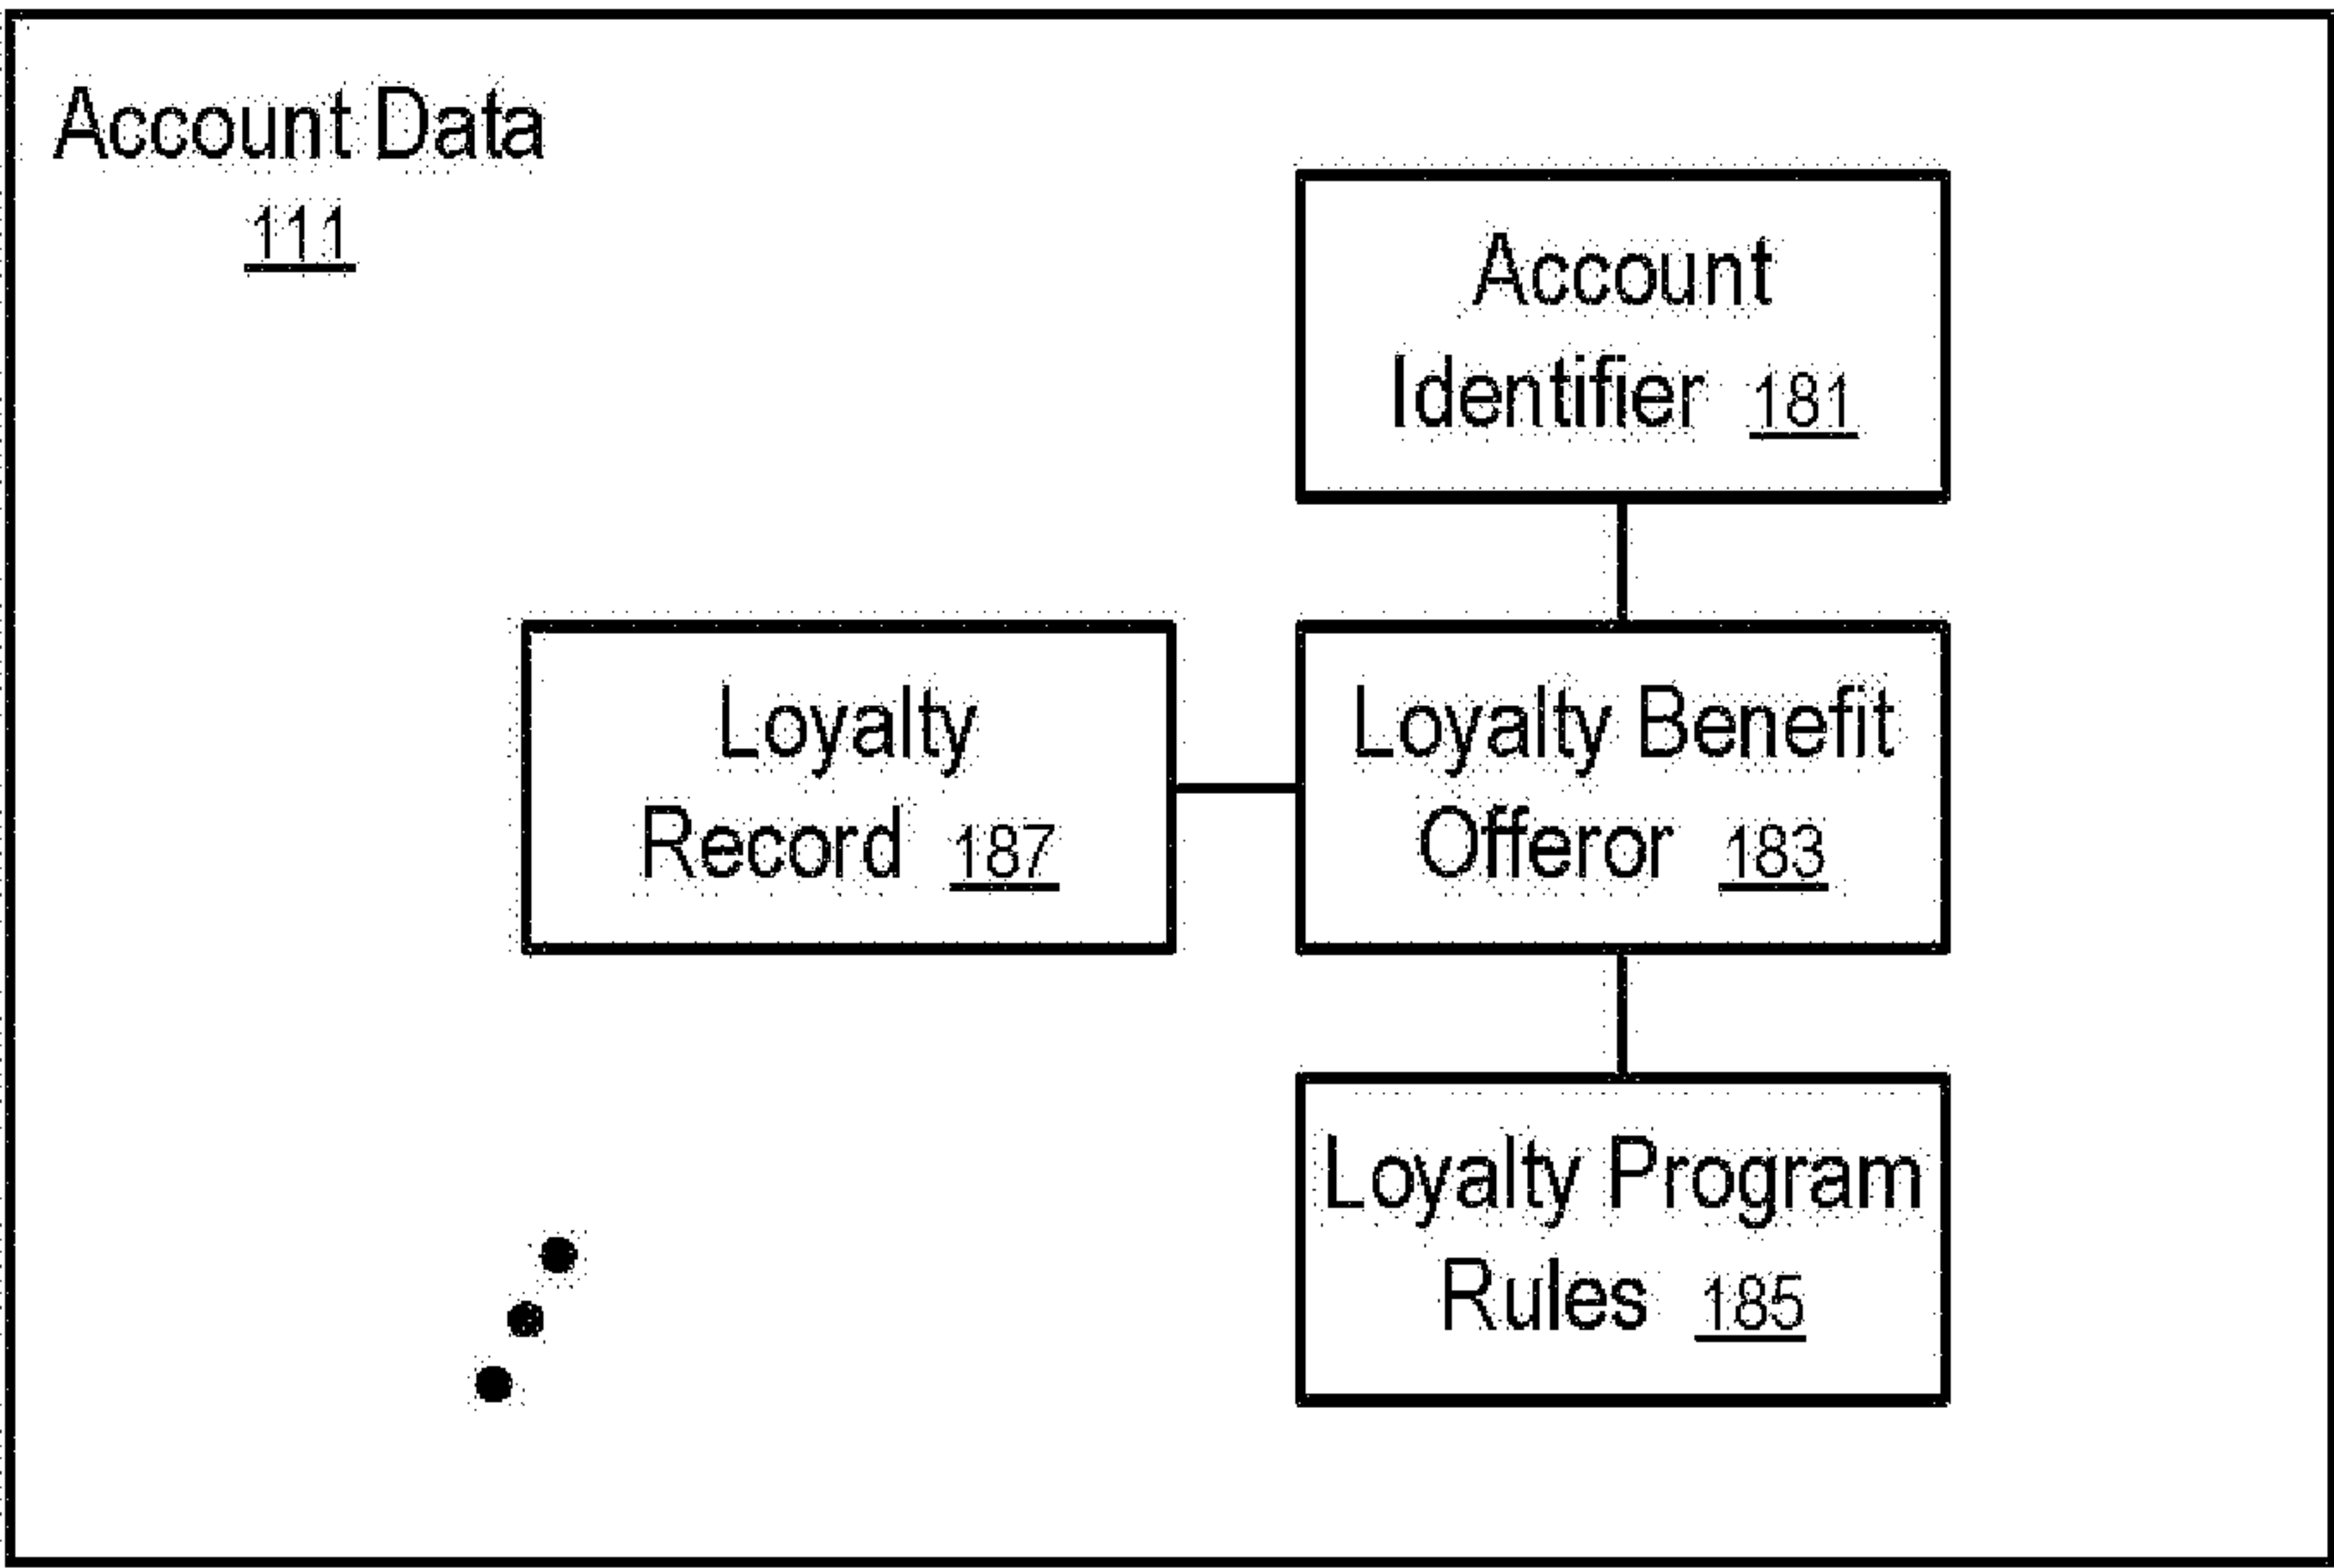 Account Data
111
Account
Identifier 181
Loyalty
Record 187
Loyalty Benefit
Offeror 183
Loyalty Program
Rules 185